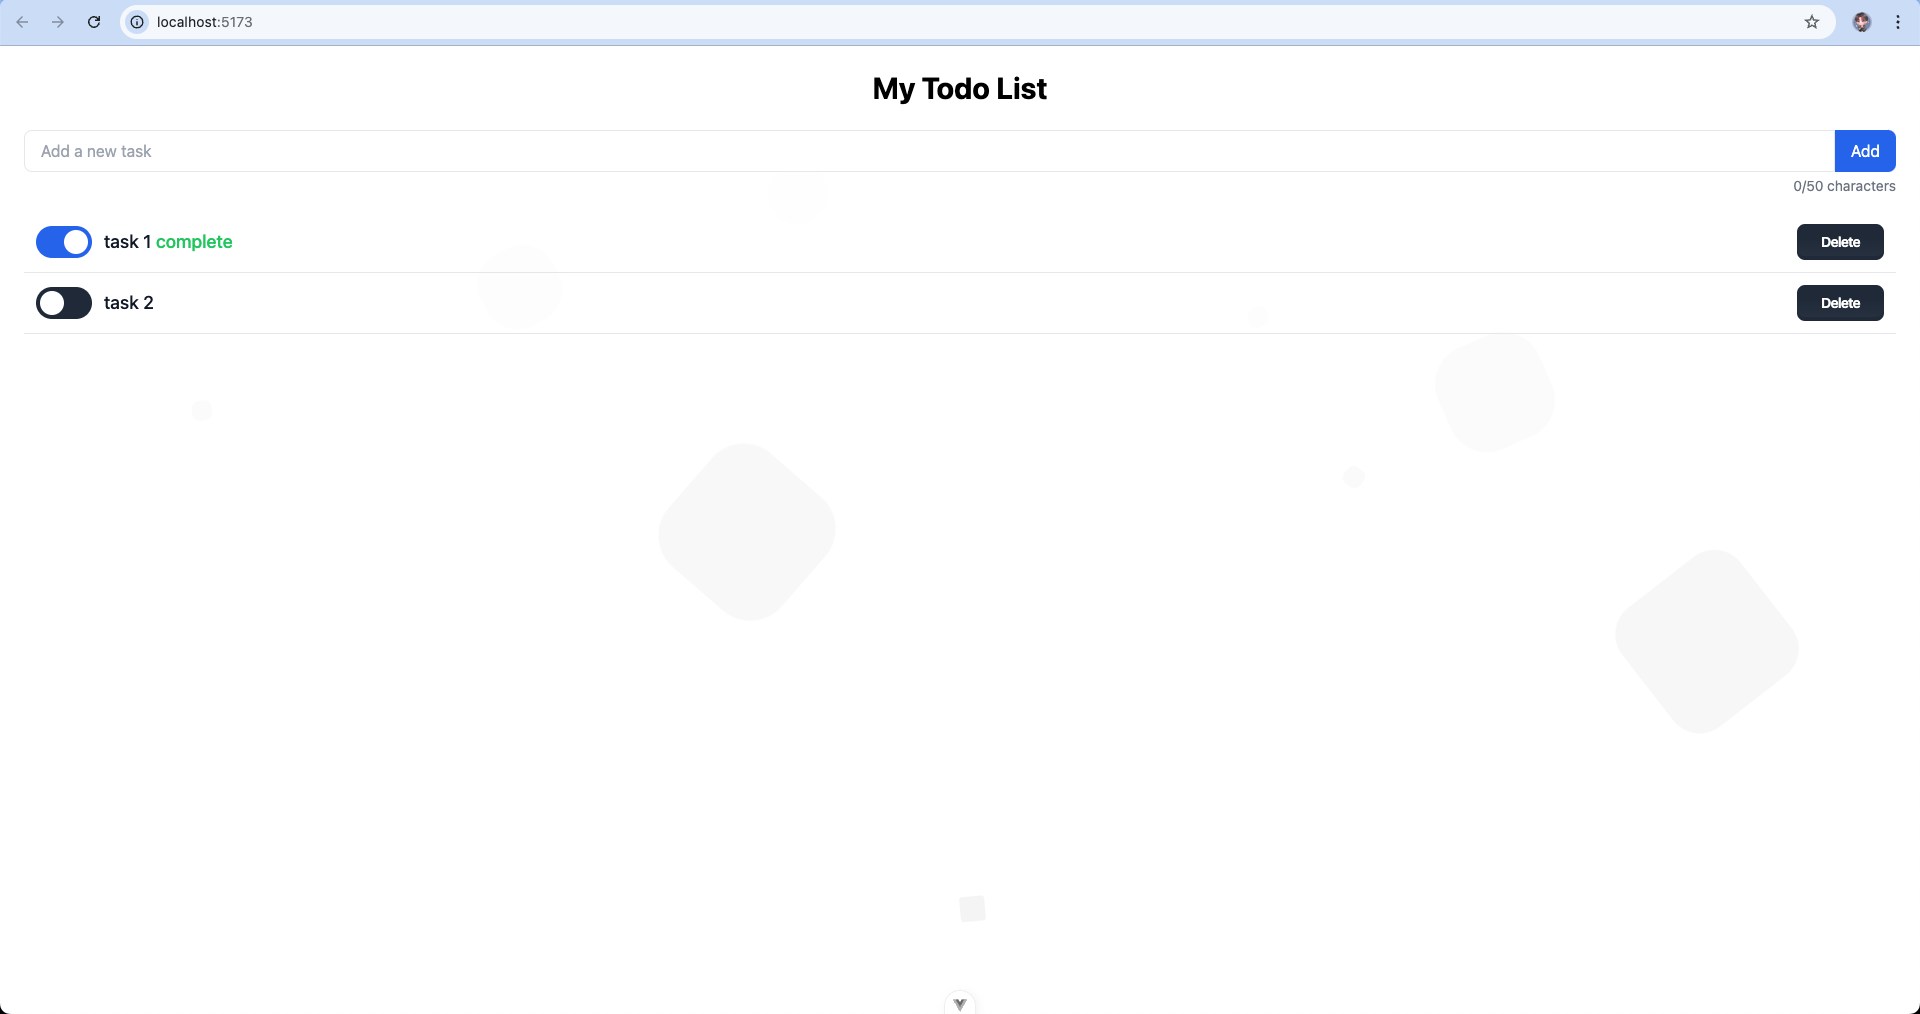 localhost:5173
My Todo List
Add a new task
Add
0/50 characters
task 1 complete
Delete
task 2
Delete